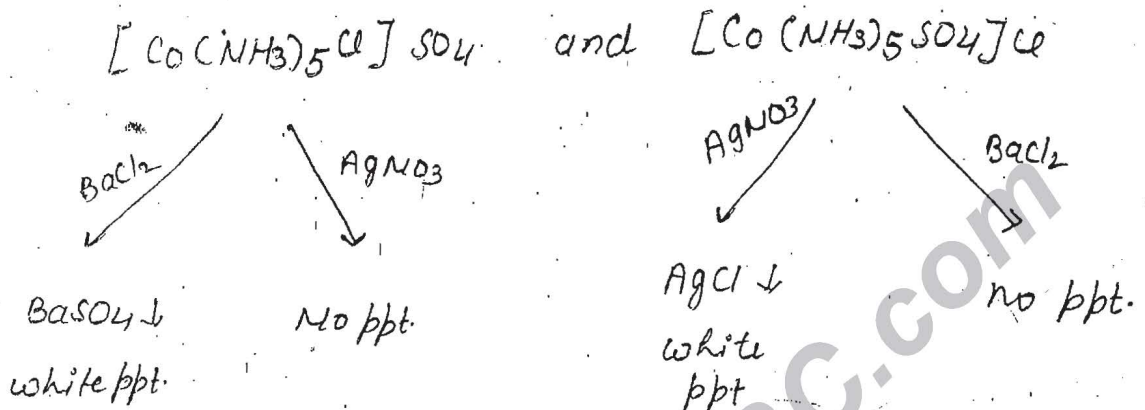 [Co(NH3)5Cl] SO4. and [Co(NH3)5SO4]Cl
BaCl2 AgNO3 AgNO3 BaCl2
BaSO4↓ No ppt. AgCl ↓ no ppt.
white ppt. white
ppt
C.com